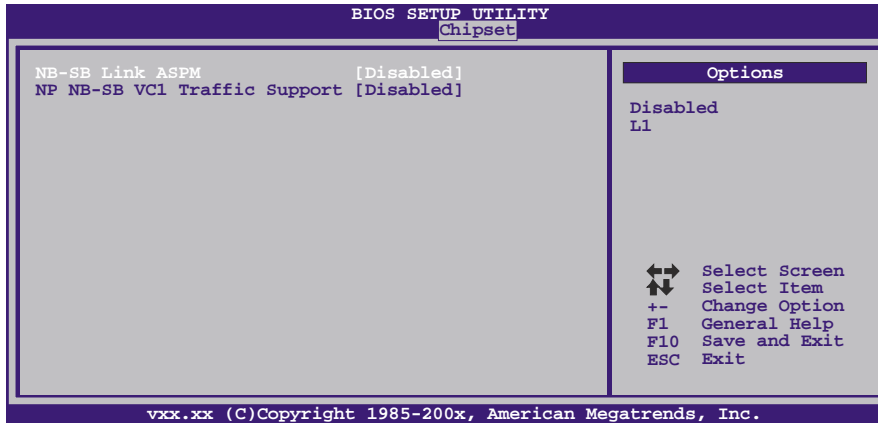 BIOS SETUP UTILITY
Chipset
NB-SB Link ASPM [Disabled]
NP NB-SB VC1 Traffic Support [Disabled]
Options
Disabled
L1
Select Screen
Select Item
+- Change Option
F1 General Help
F10 Save and Exit
ESC Exit
vxx.xx (C)Copyright 1985-200x, American Megatrends, Inc.